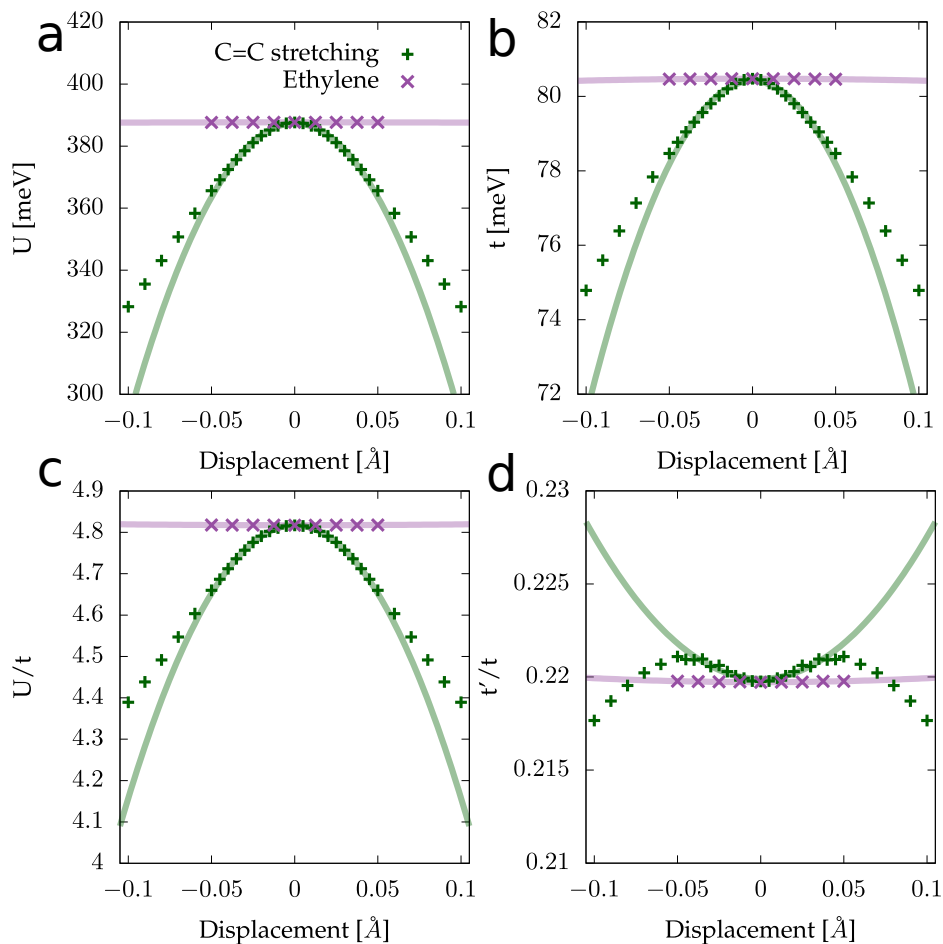 a
420
400
380
360
340
320
300
U [meV]
C=C stretching
Ethylene
−0.1 −0.05 0 0.05 0.1
Displacement [Å]
b
82
80
78
76
74
72
t [meV]
−0.1 −0.05 0 0.05 0.1
Displacement [Å]
c
4.9
4.8
4.7
4.6
4.5
4.4
4.3
4.2
4.1
4
U/t
−0.1 −0.05 0 0.05 0.1
Displacement [Å]
d
0.23
0.225
0.22
0.215
0.21
t′/t
−0.1 −0.05 0 0.05 0.1
Displacement [Å]